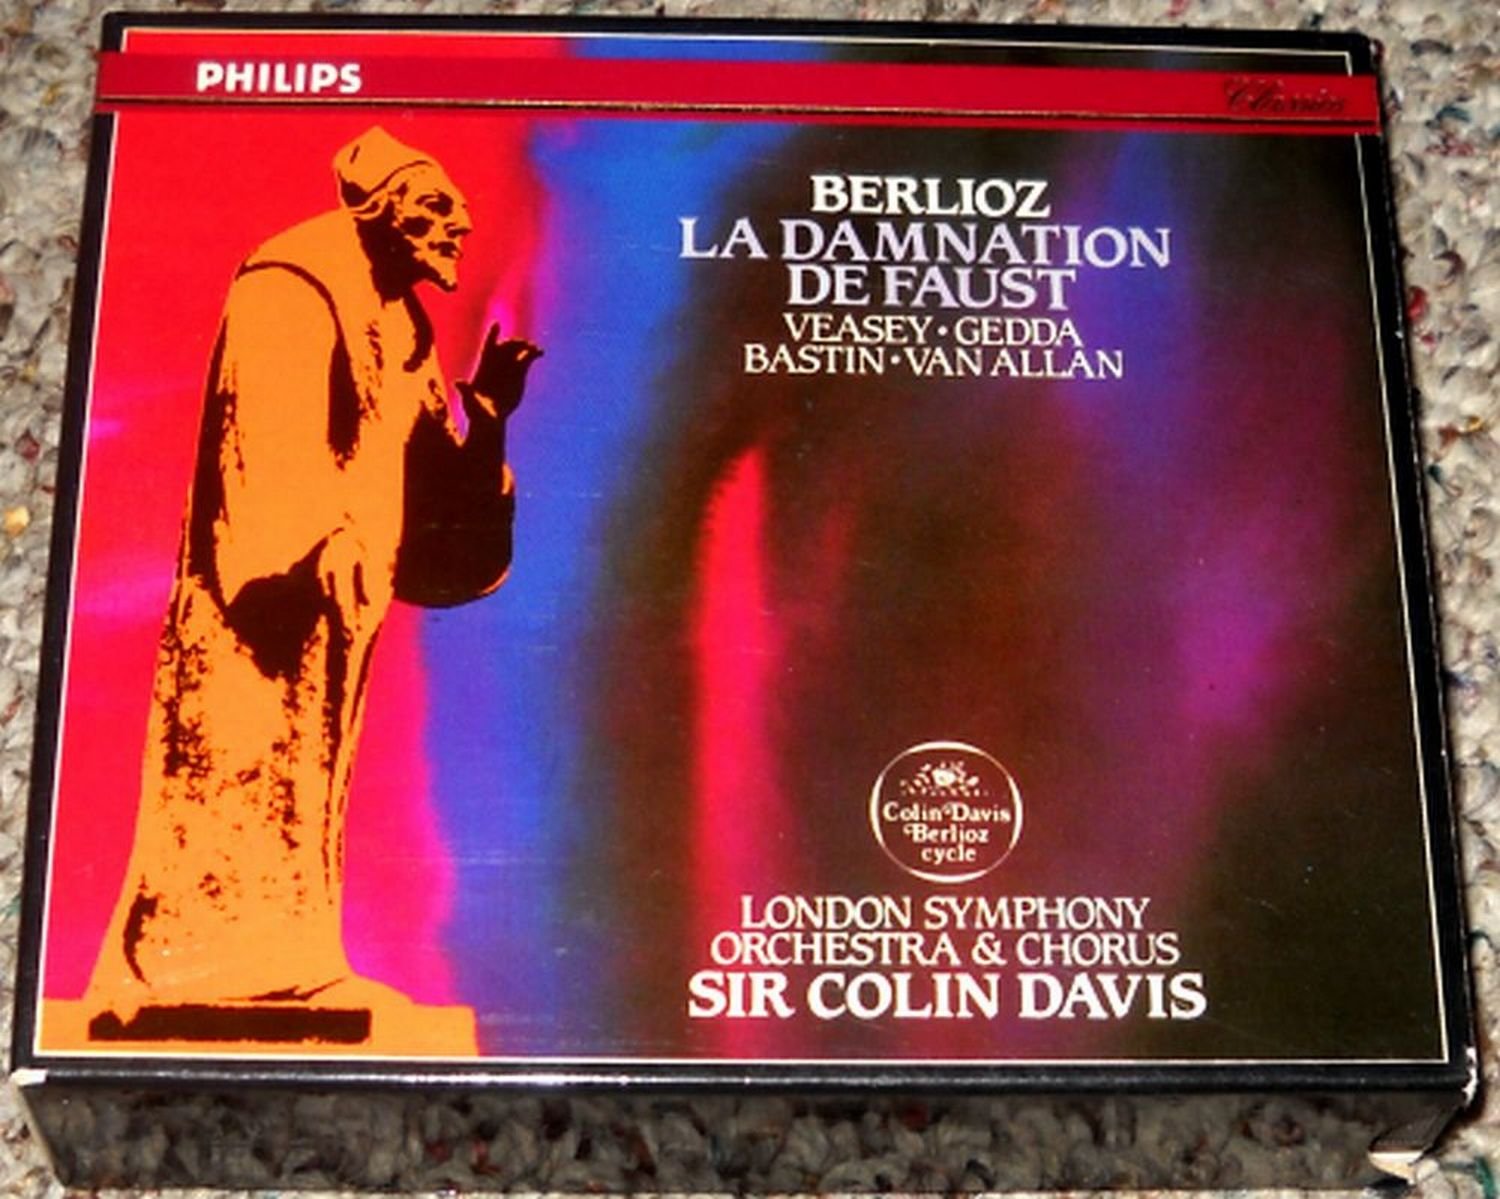 PHILIPS
Classics
BERLIOZ
LA DAMNATION
DE FAUST
VEASEY • GEDDA
BASTIN • VAN ALLAN
Colin Davis
Berlioz
cycle
LONDON SYMPHONY
ORCHESTRA & CHORUS
SIR COLIN DAVIS